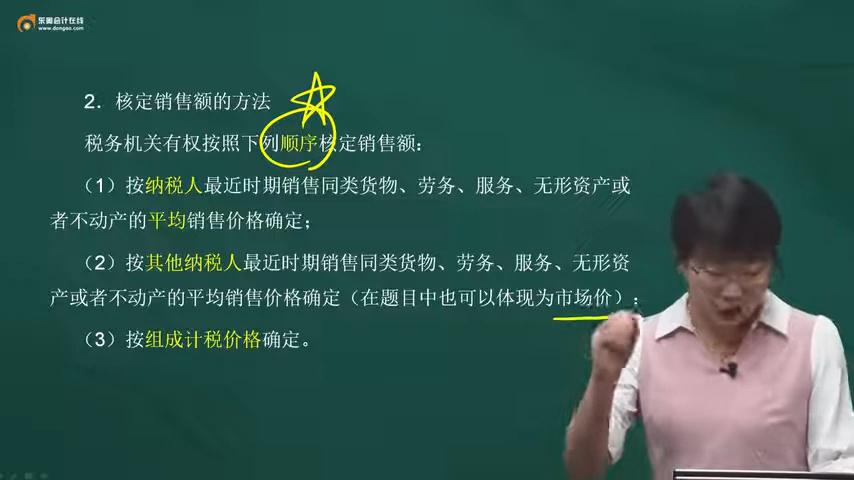 东奥会计在线
www.dongao.com
2．核定销售额的方法
税务机关有权按照下列顺序核定销售额：
（1）按纳税人最近时期销售同类货物、劳务、服务、无形资产或
者不动产的平均销售价格确定；
（2）按其他纳税人最近时期销售同类货物、劳务、服务、无形资
产或者不动产的平均销售价格确定（在题目中也可以体现为市场价）；
（3）按组成计税价格确定。